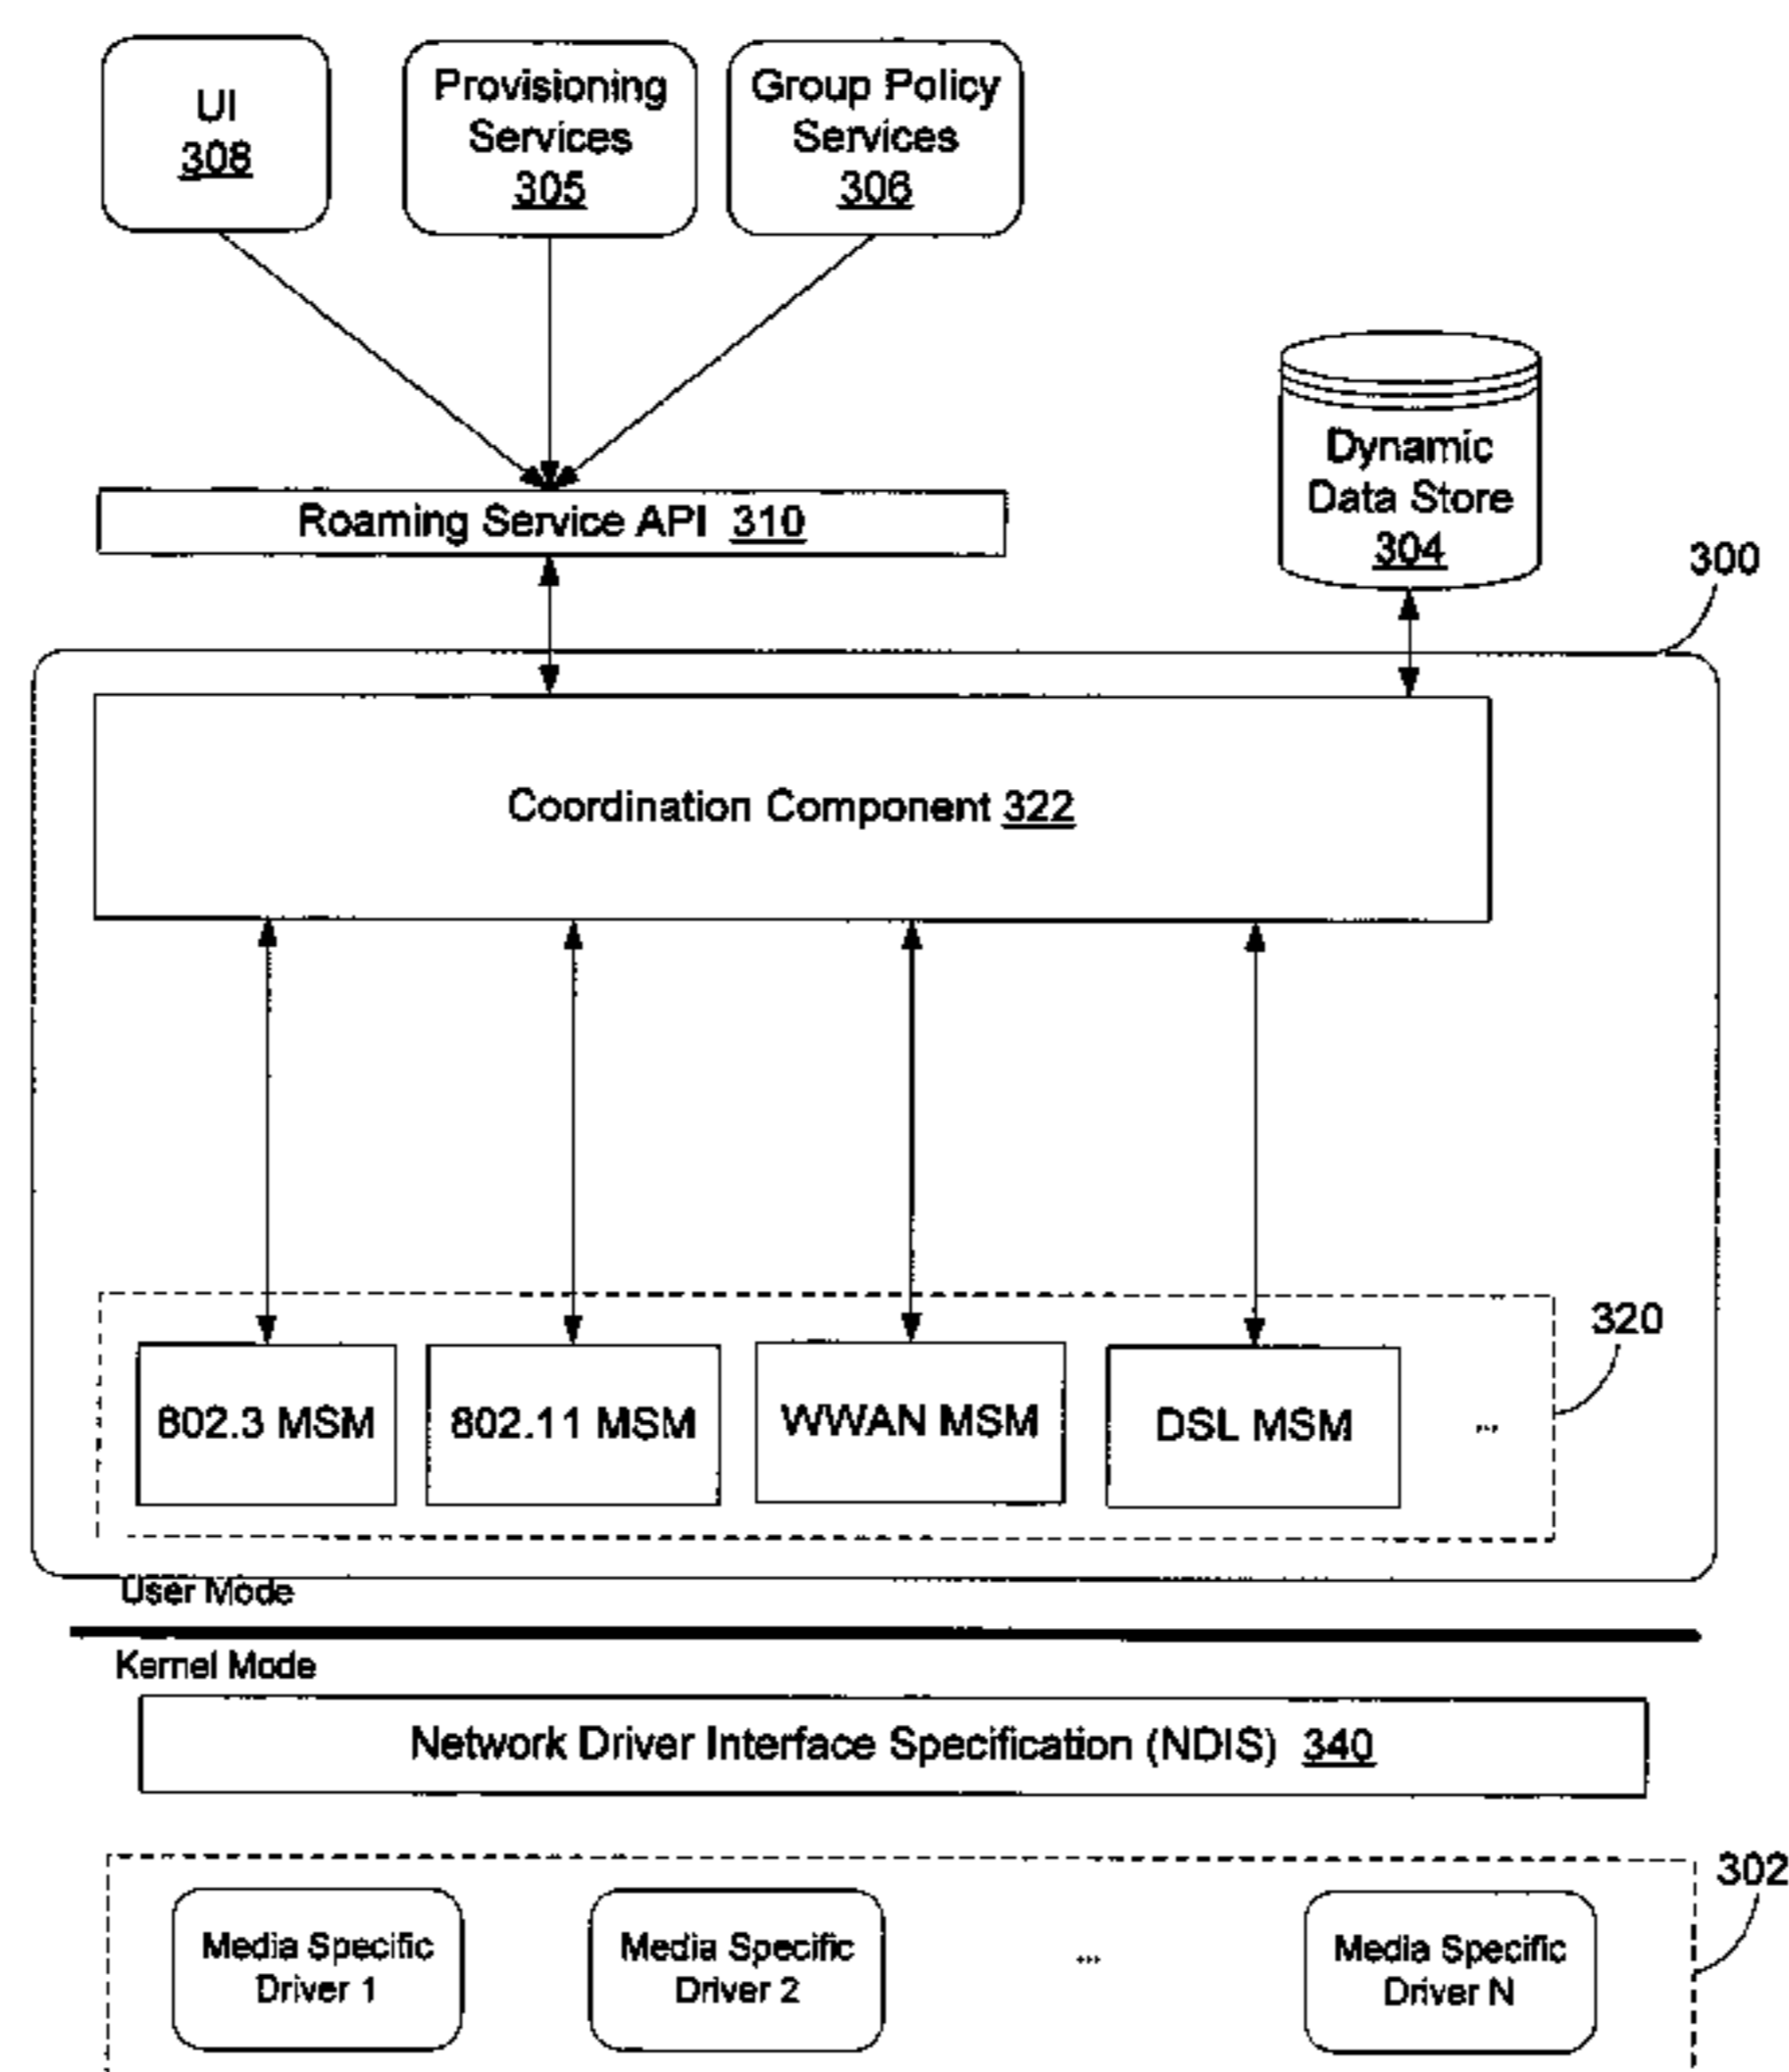 UI
308
Provisioning
Services
305
Group Policy
Services
306
Roaming Service API 310
Dynamic
Data Store
304
300
Coordination Component 322
320
802.3 MSM
802.11 MSM
WWAN MSM
DSL MSM
...
User Mode
Kernel Mode
Network Driver Interface Specification (NDIS) 340
302
Media Specific
Driver 1
Media Specific
Driver 2
...
Media Specific
Driver N